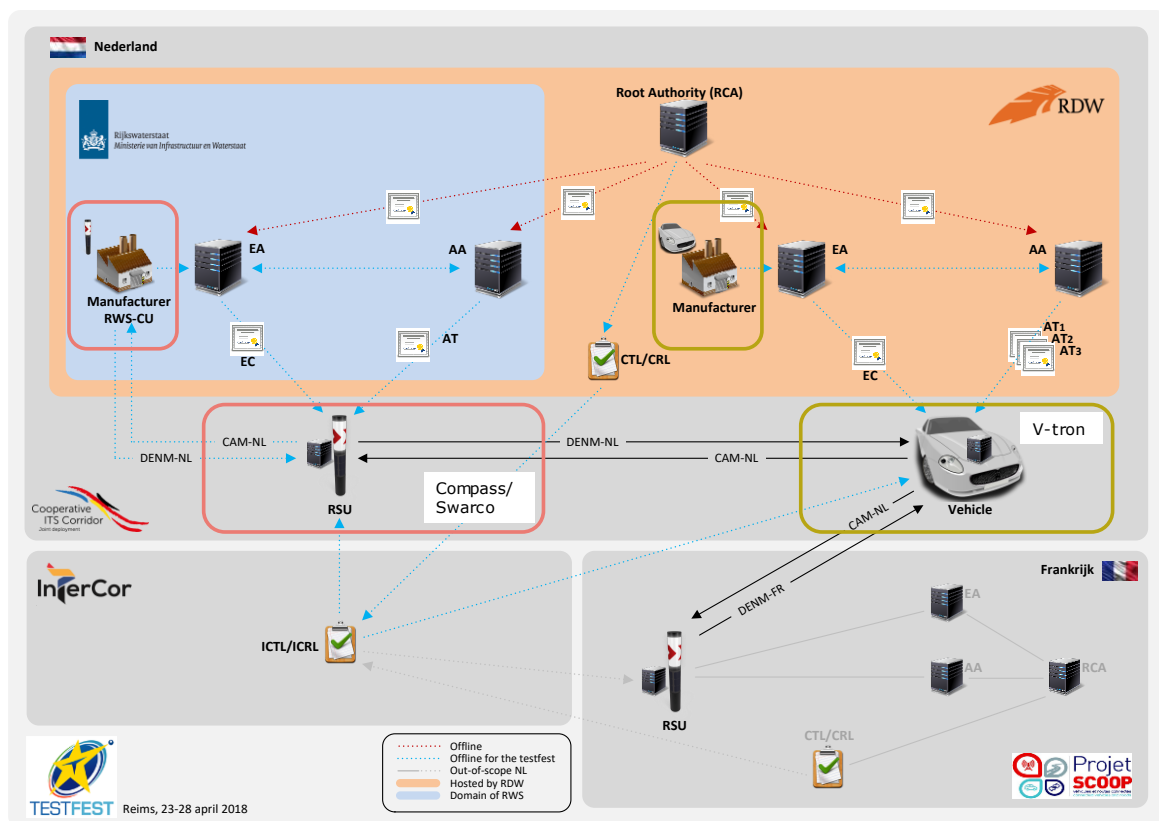 Nederland
Root Authority (RCA)
RDW
Rijkswaterstaat
Ministerie van Infrastructuur en Waterstaat
EA
AA
EA
AA
Manufacturer
RWS-CU
Manufacturer
EC
AT
CTL/CRL
EC
AT1
AT2
AT3
CAM-NL
DENM-NL
DENM-NL
CAM-NL
V-tron
Compass/
Swarco
RSU
Vehicle
Cooperative
ITS Corridor
Joint deployment
CAM-NL
DENM-FR
InterCor
ICTL/ICRL
Frankrijk
EA
AA
RCA
RSU
CTL/CRL
Offline
Offline for the testfest
Out-of-scope NL
Hosted by RDW
Domain of RWS
TESTFEST
Reims, 23-28 april 2018
Projet
SCOOP